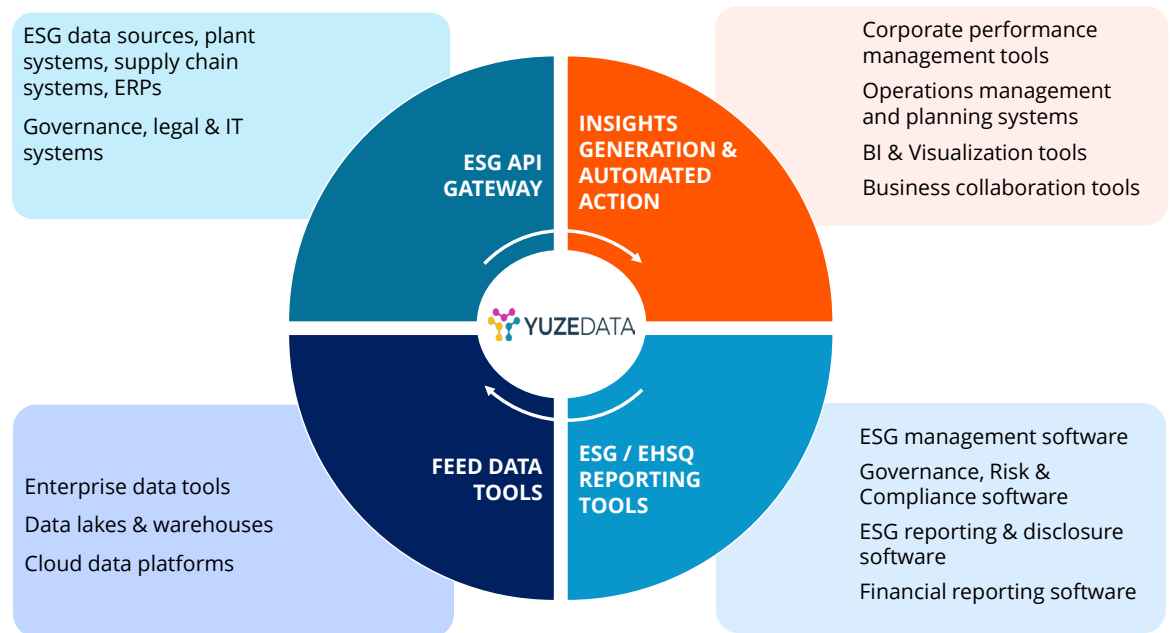 ESG data sources, plant
systems, supply chain
systems, ERPs
Governance, legal & IT
systems
Corporate performance
management tools
Operations management
and planning systems
BI & Visualization tools
Business collaboration tools
ESG API
GATEWAY
INSIGHTS
GENERATION &
AUTOMATED
ACTION
YUZEDATA
FEED DATA
TOOLS
ESG / EHSQ
REPORTING
TOOLS
Enterprise data tools
Data lakes & warehouses
Cloud data platforms
ESG management software
Governance, Risk &
Compliance software
ESG reporting & disclosure
software
Financial reporting software